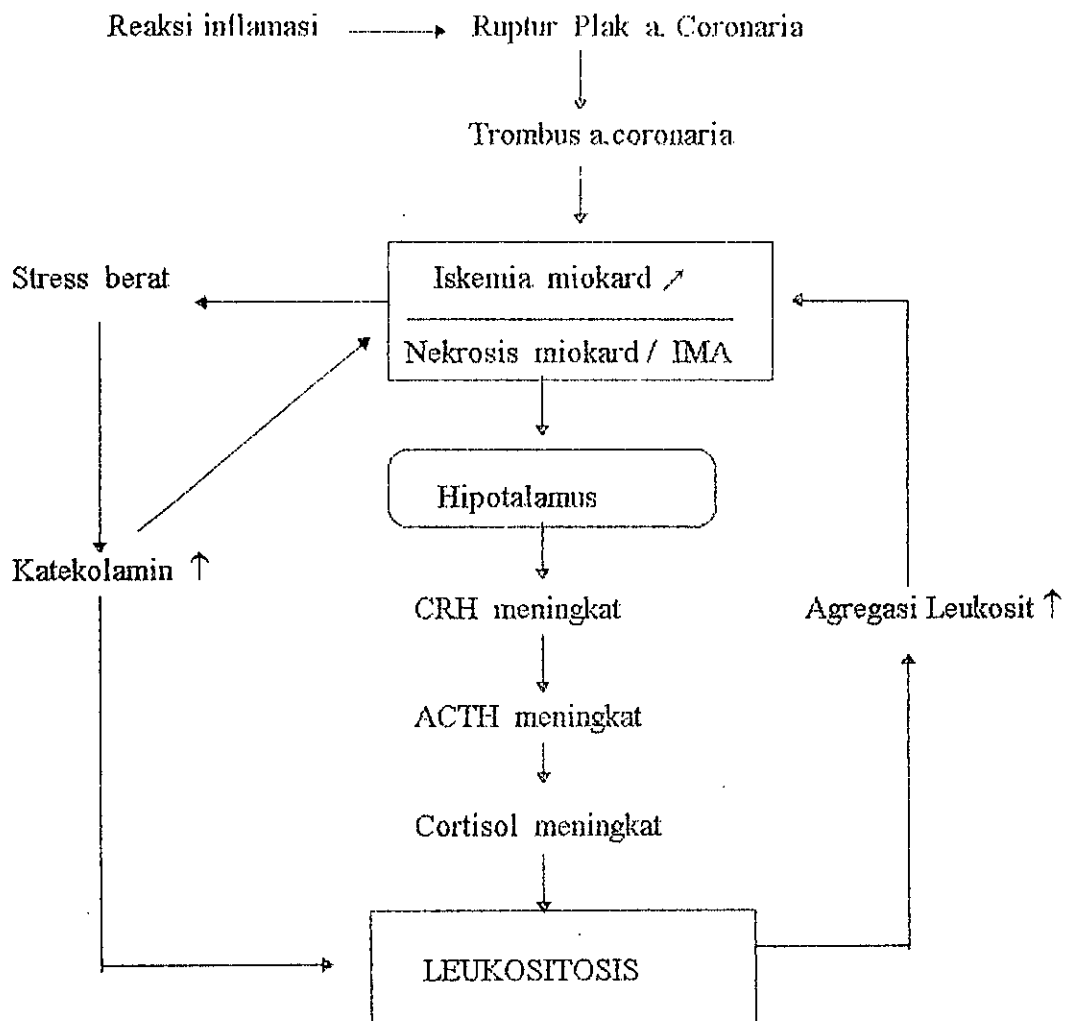 Reaksi inflamasi
Ruptur Plak a. Coronaria
Trombus a.coronaria
Stress berat
Iskemia miokard ↗
Nekrosis miokard / IMA
Hipotalamus
Katekolamin ↑
CRH meningkat
Agregasi Leukosit ↑
ACTH meningkat
Cortisol meningkat
LEUKOSITOSIS